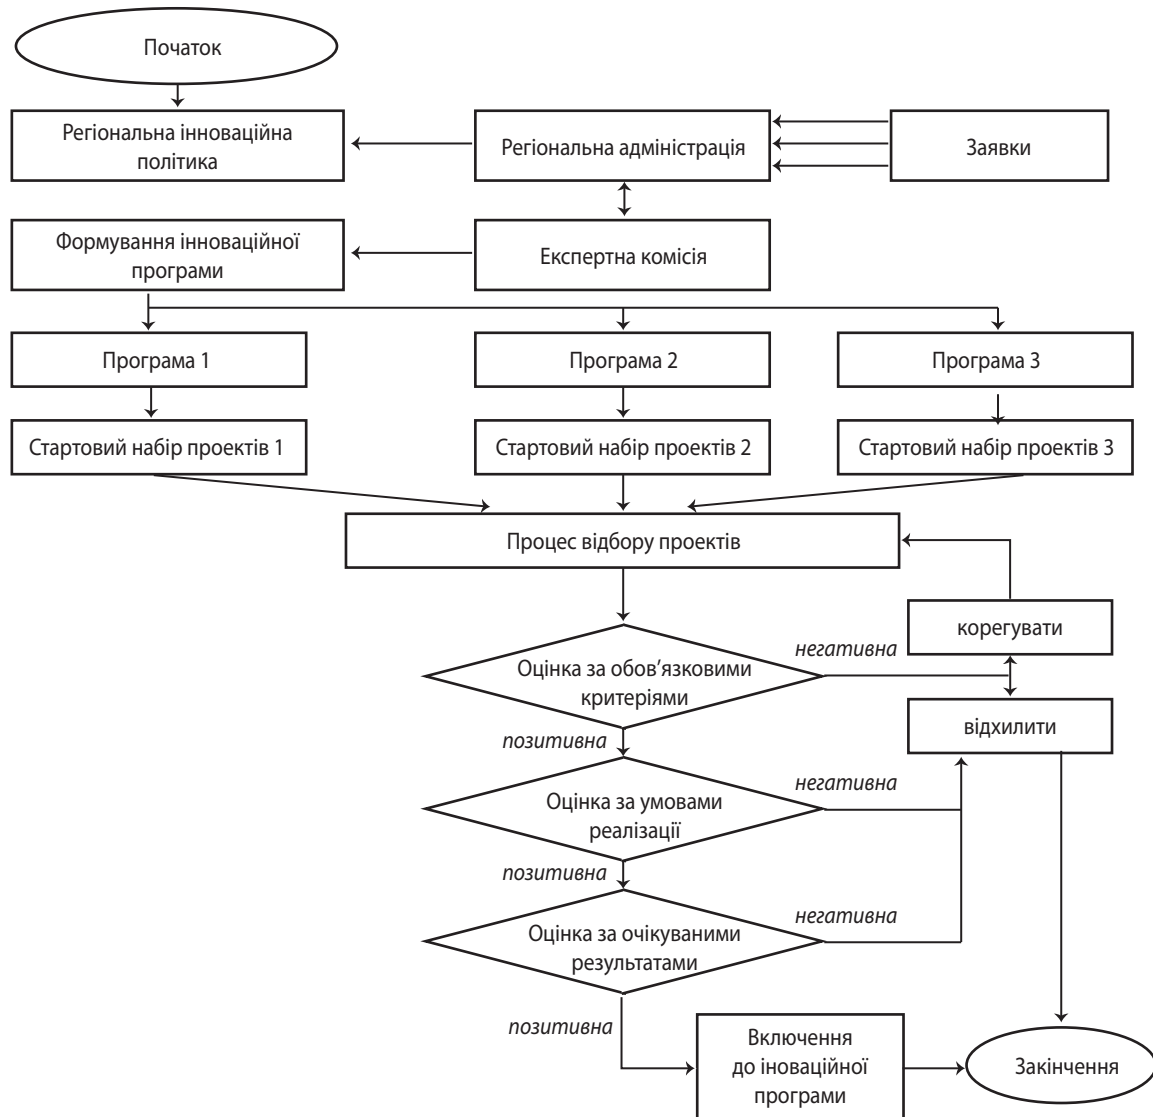 Початок
Регіональна інноваційна
політика
Регіональна адміністрація
Заявки
Формування інноваційної
програми
Експертна комісія
Програма 1
Програма 2
Програма 3
Стартовий набір проектів 1
Стартовий набір проектів 2
Стартовий набір проектів 3
Процес відбору проектів
корегувати
негативна
Оцінка за обов’язковими
критеріями
відхилити
позитивна
негативна
Оцінка за умовами
реалізації
позитивна
негативна
Оцінка за очікуваними
результатами
позитивна
Включення
до іноваційної
програми
Закінчення